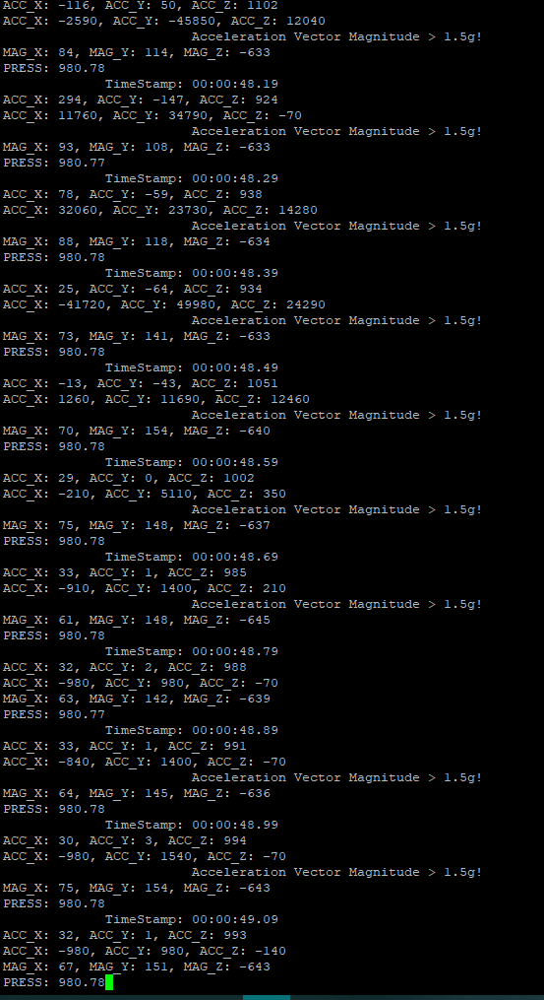 ACC_X: -116, ACC_Y: 50, ACC_Z: 1102
ACC_X: -2590, ACC_Y: -45850, ACC_Z: 12040
Acceleration Vector Magnitude > 1.5g!
MAG_X: 84, MAG_Y: 114, MAG_Z: -633
PRESS: 980.78
TimeStamp: 00:00:48.19
ACC_X: 294, ACC_Y: -147, ACC_Z: 924
ACC_X: 11760, ACC_Y: 34790, ACC_Z: -70
Acceleration Vector Magnitude > 1.5g!
MAG_X: 93, MAG_Y: 108, MAG_Z: -633
PRESS: 980.77
TimeStamp: 00:00:48.29
ACC_X: 78, ACC_Y: -59, ACC_Z: 938
ACC_X: 32060, ACC_Y: 23730, ACC_Z: 14280
Acceleration Vector Magnitude > 1.5g!
MAG_X: 88, MAG_Y: 118, MAG_Z: -634
PRESS: 980.78
TimeStamp: 00:00:48.39
ACC_X: 25, ACC_Y: -64, ACC_Z: 934
ACC_X: -41720, ACC_Y: 49980, ACC_Z: 24290
Acceleration Vector Magnitude > 1.5g!
MAG_X: 73, MAG_Y: 141, MAG_Z: -633
PRESS: 980.78
TimeStamp: 00:00:48.49
ACC_X: -13, ACC_Y: -43, ACC_Z: 1051
ACC_X: 1260, ACC_Y: 11690, ACC_Z: 12460
Acceleration Vector Magnitude > 1.5g!
MAG_X: 70, MAG_Y: 154, MAG_Z: -640
PRESS: 980.78
TimeStamp: 00:00:48.59
ACC_X: 29, ACC_Y: 0, ACC_Z: 1002
ACC_X: -210, ACC_Y: 5110, ACC_Z: 350
Acceleration Vector Magnitude > 1.5g!
MAG_X: 75, MAG_Y: 148, MAG_Z: -637
PRESS: 980.78
TimeStamp: 00:00:48.69
ACC_X: 33, ACC_Y: 1, ACC_Z: 985
ACC_X: -910, ACC_Y: 1400, ACC_Z: 210
Acceleration Vector Magnitude > 1.5g!
MAG_X: 61, MAG_Y: 148, MAG_Z: -645
PRESS: 980.78
TimeStamp: 00:00:48.79
ACC_X: 32, ACC_Y: 2, ACC_Z: 988
ACC_X: -980, ACC_Y: 980, ACC_Z: -70
MAG_X: 63, MAG_Y: 142, MAG_Z: -639
PRESS: 980.77
TimeStamp: 00:00:48.89
ACC_X: 33, ACC_Y: 1, ACC_Z: 991
ACC_X: -840, ACC_Y: 1400, ACC_Z: -70
Acceleration Vector Magnitude > 1.5g!
MAG_X: 64, MAG_Y: 145, MAG_Z: -636
PRESS: 980.78
TimeStamp: 00:00:48.99
ACC_X: 30, ACC_Y: 3, ACC_Z: 994
ACC_X: -980, ACC_Y: 1540, ACC_Z: -70
Acceleration Vector Magnitude > 1.5g!
MAG_X: 75, MAG_Y: 154, MAG_Z: -643
PRESS: 980.78
TimeStamp: 00:00:49.09
ACC_X: 32, ACC_Y: 1, ACC_Z: 993
ACC_X: -980, ACC_Y: 980, ACC_Z: -140
MAG_X: 67, MAG_Y: 151, MAG_Z: -643
PRESS: 980.78